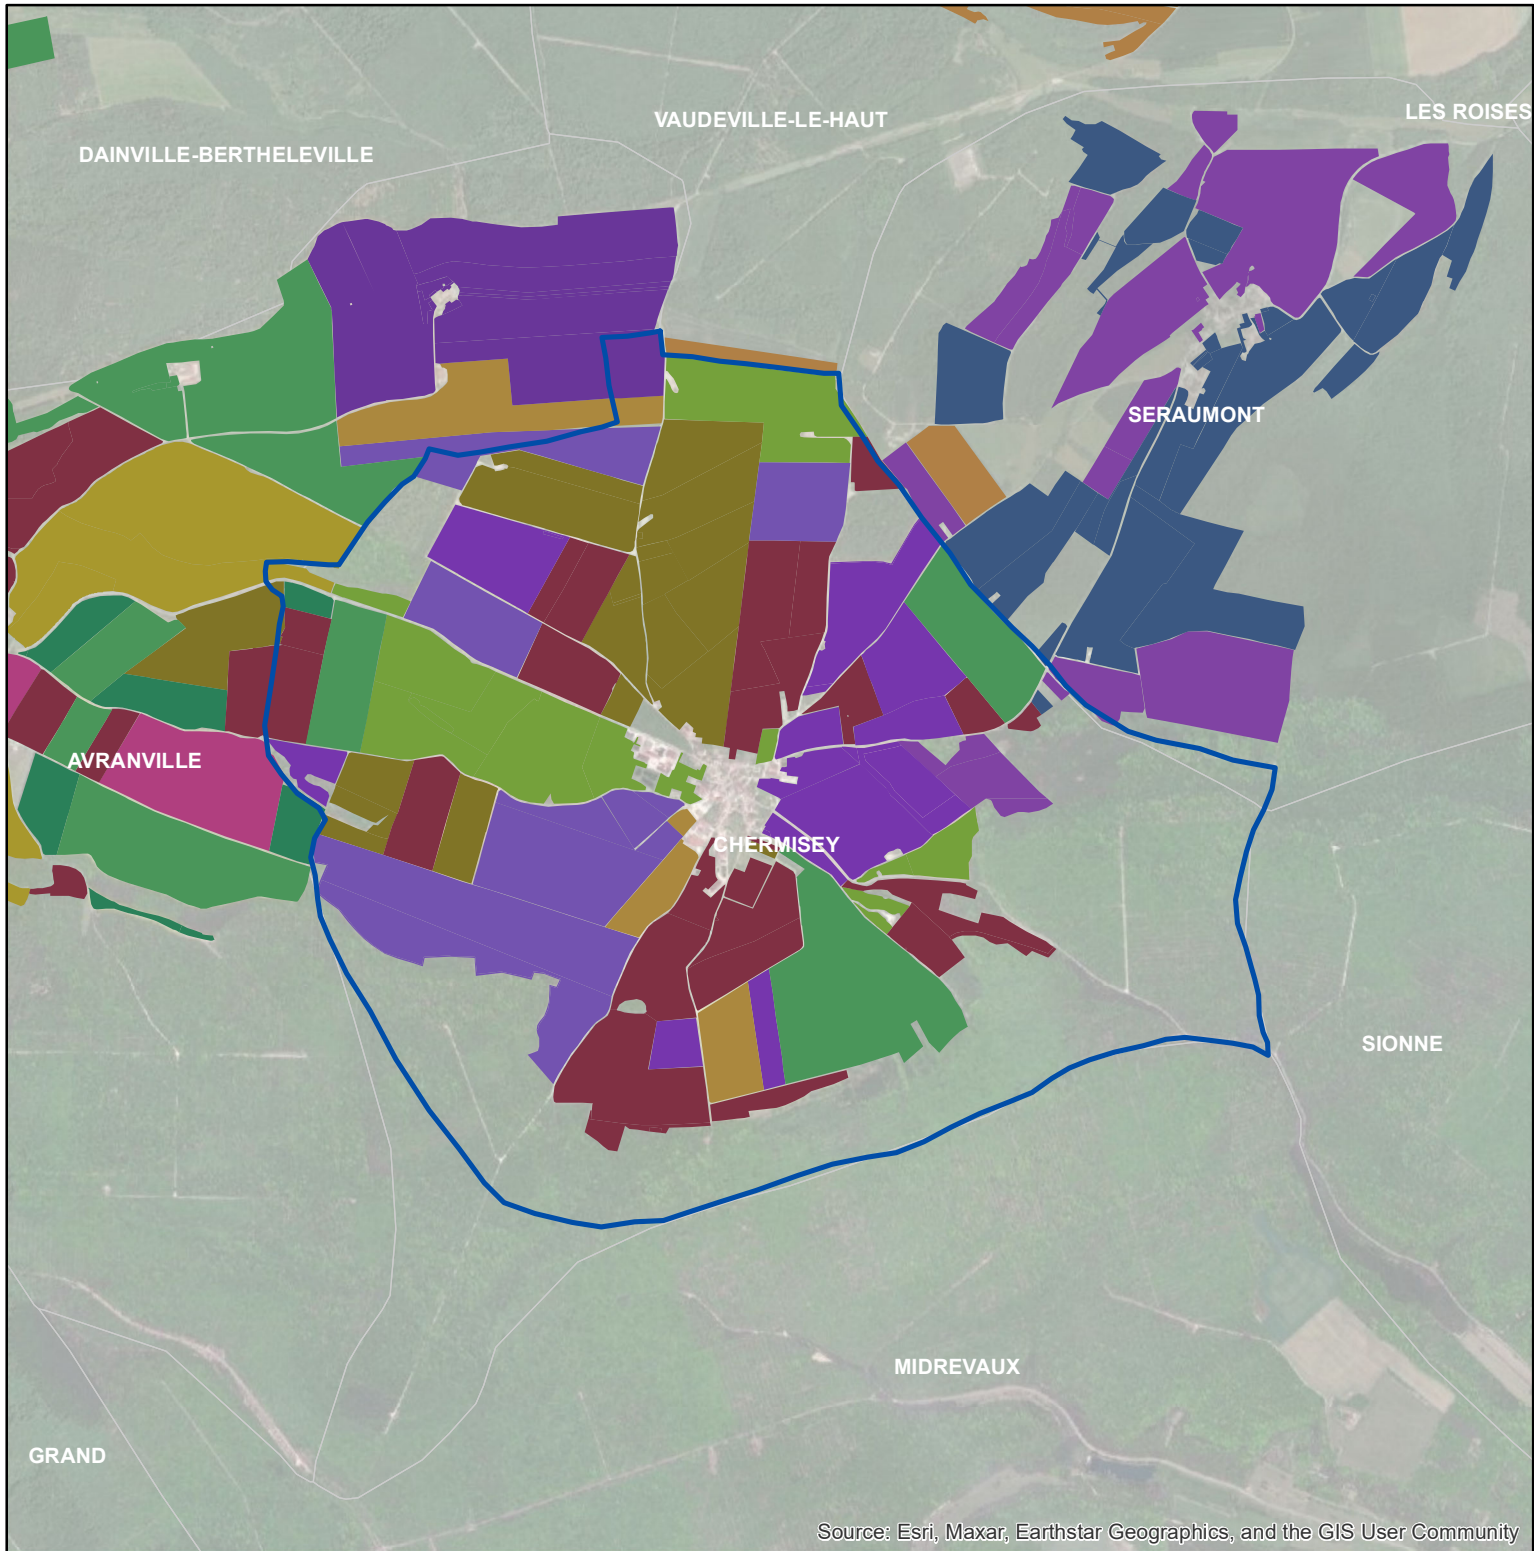 LES ROISES
VAUDEVILLE-LE-HAUT
DAINVILLE-BERTHELEVILLE
SERAUMONT
AVRANVILLE
CHERMISEY
SIONNE
MIDREVAUX
GRAND
Source: Esri, Maxar, Earthstar Geographics, and the GIS User Community